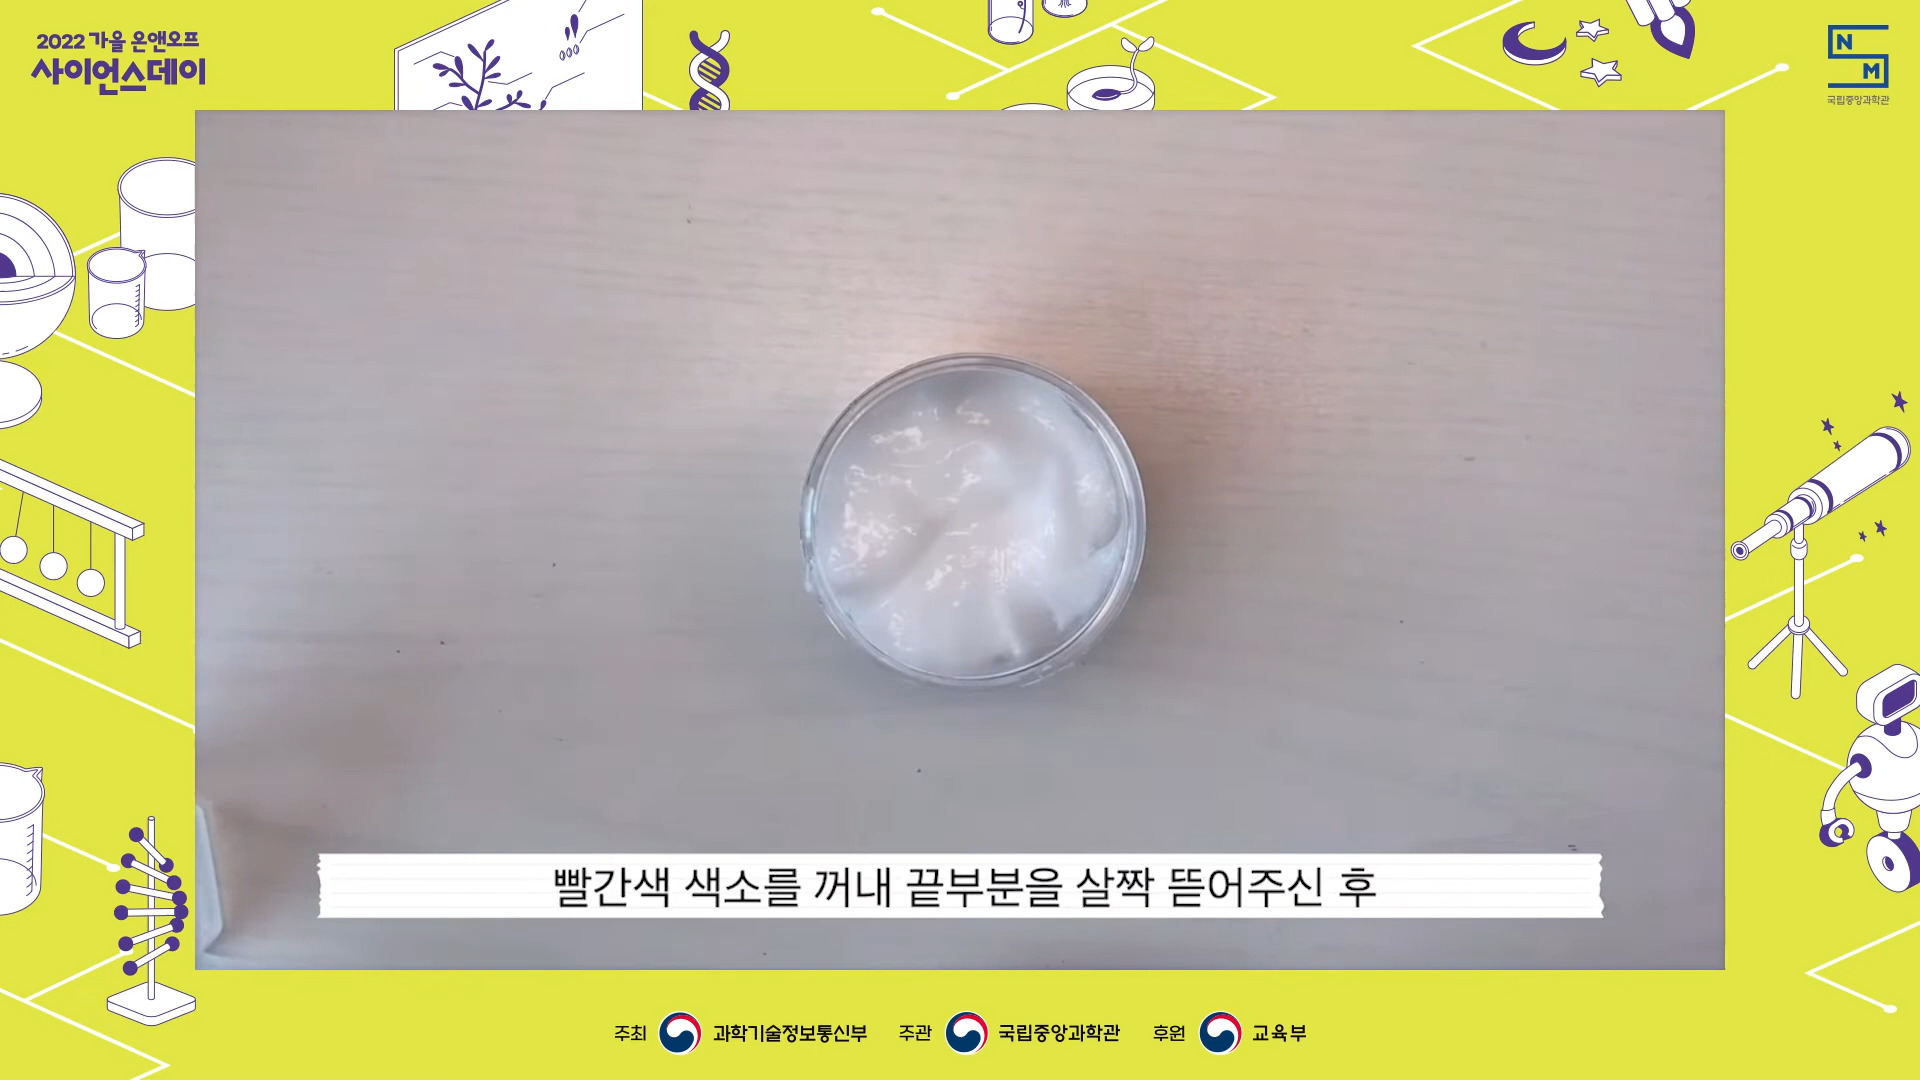 2022 가을 온앤오프
사이언스데이
N
M
국립중앙과학관
빨간색 색소를 꺼내 끝부분을 살짝 뜯어주신 후
주최 과학기술정보통신부 주관 국립중앙과학관 후원 교육부